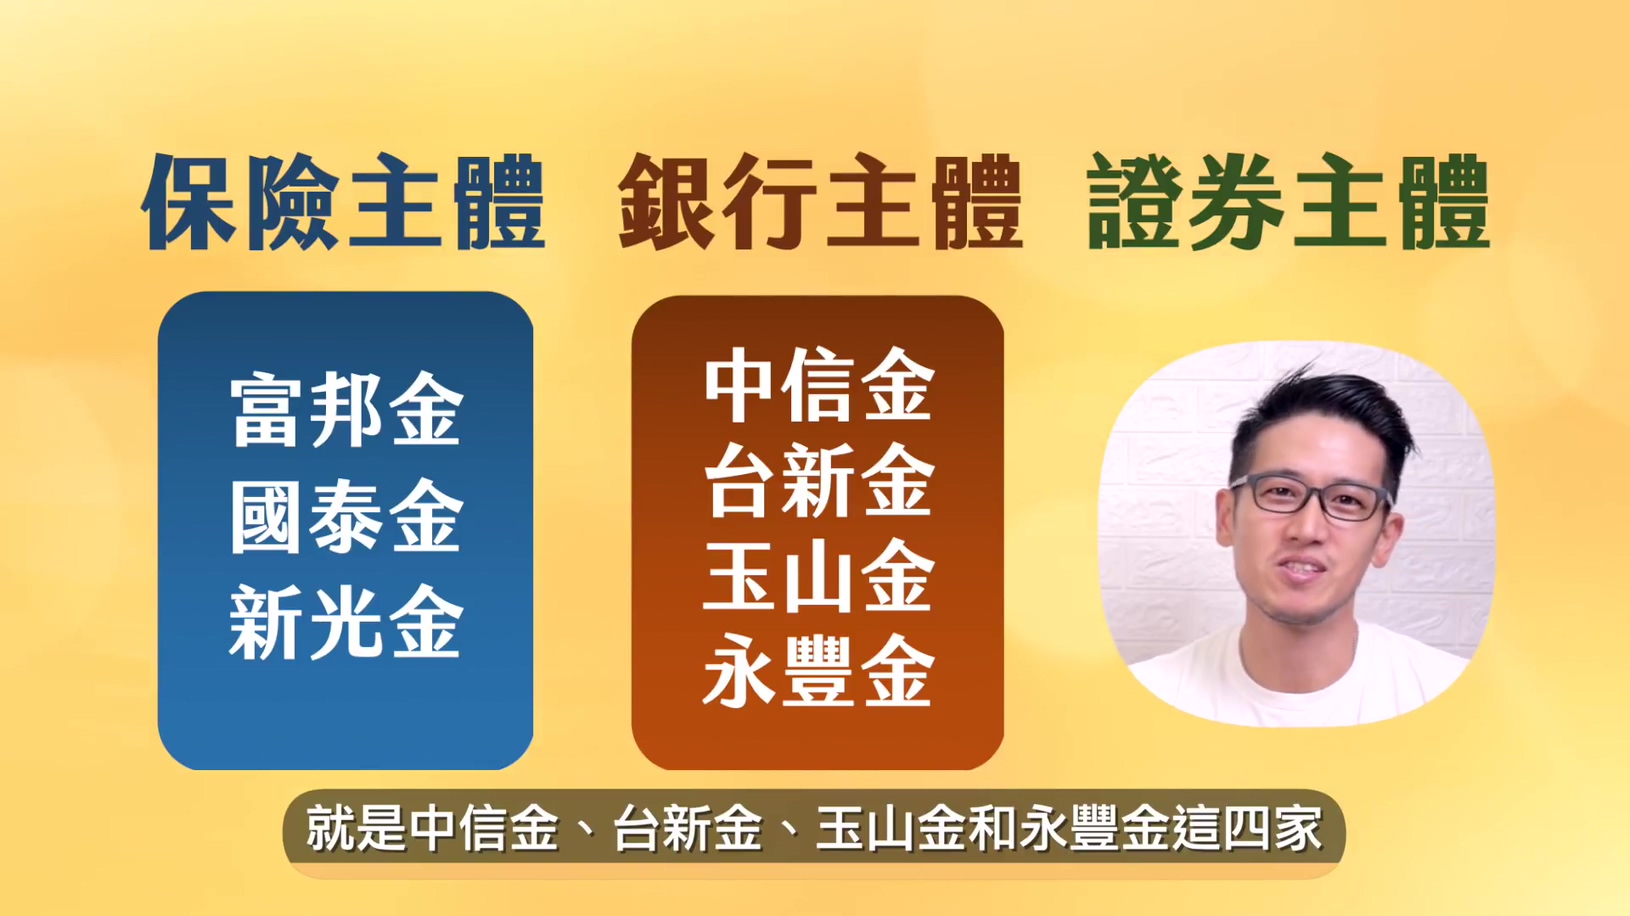 保險主體
銀行主體
證券主體
富邦金
國泰金
新光金
中信金
台新金
玉山金
永豐金
就是中信金、台新金、玉山金和永豐金這四家